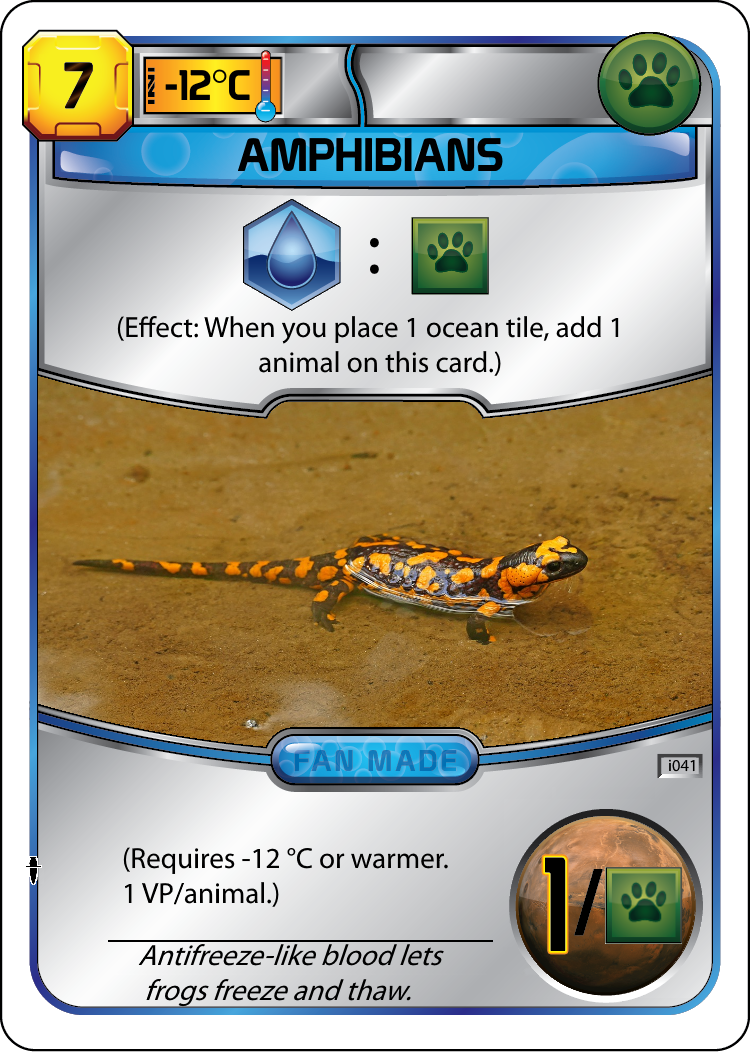 7
-12°C
AMPHIBIANS
:
(Effect: When you place 1 ocean tile, add 1
animal on this card.)
FAN MADE
i041
(Requires -12 °C or warmer.
1 VP/animal.)
1/
Antifreeze-like blood lets
frogs freeze and thaw.